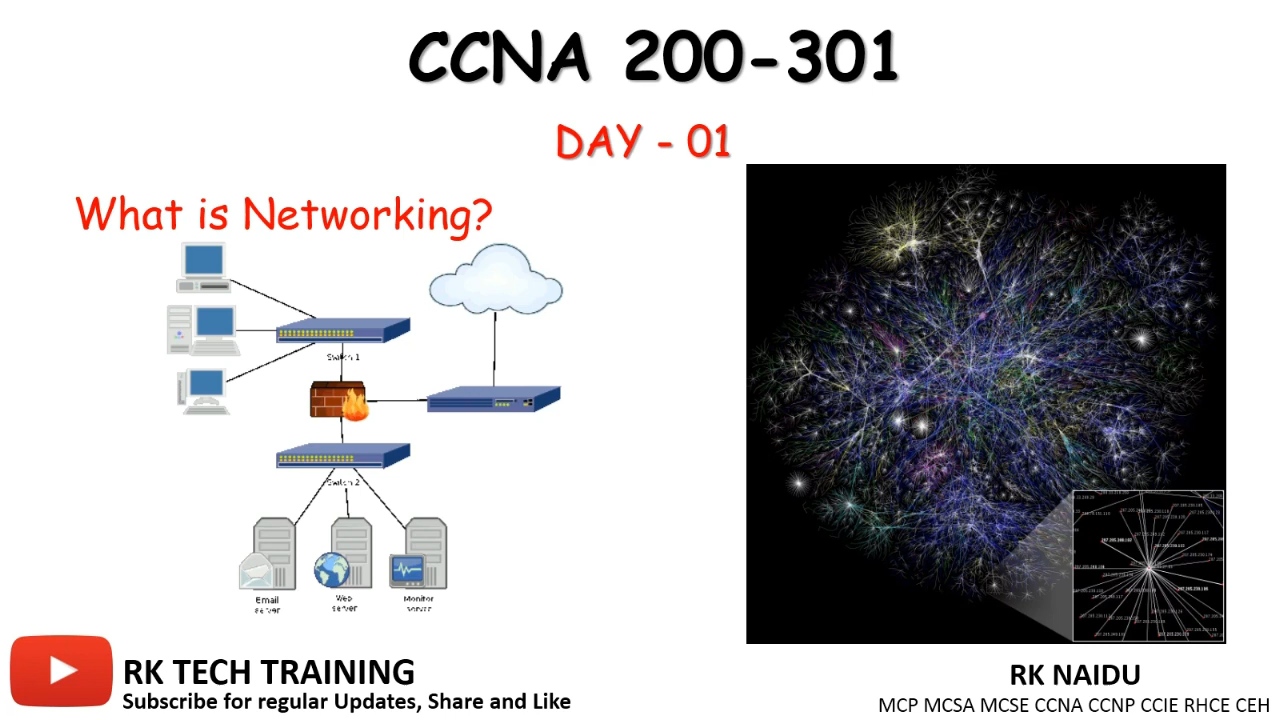 CCNA 200-301
DAY - 01
What is Networking?
Switch 1
Switch 2
Email
server
Web
server
Monitor
server
RK TECH TRAINING
Subscribe for regular Updates, Share and Like
RK NAIDU
MCP MCSA MCSE CCNA CCNP CCIE RHCE CEH